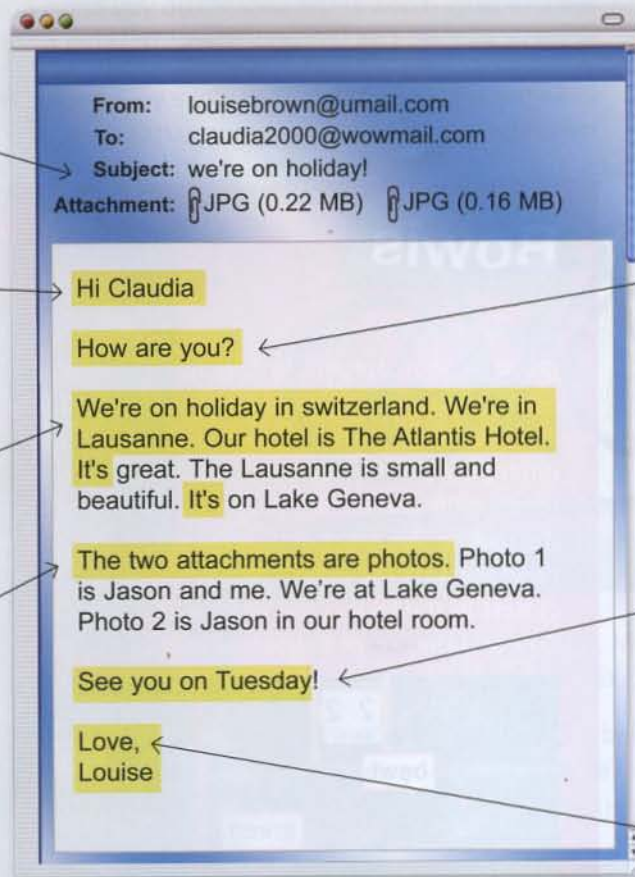 From: louisebrown@umail.com
To: claudia2000@wowmail.com
Subject: we're on holiday!
Attachment: JPG (0.22 MB) JPG (0.16 MB)
Hi Claudia
How are you?
We're on holiday in switzerland. We're in
Lausanne. Our hotel is The Atlantis Hotel.
It's great. The Lausanne is small and
beautiful. It's on Lake Geneva.
The two attachments are photos. Photo 1
is Jason and me. We're at Lake Geneva.
Photo 2 is Jason in our hotel room.
See you on Tuesday!
Love,
Louise